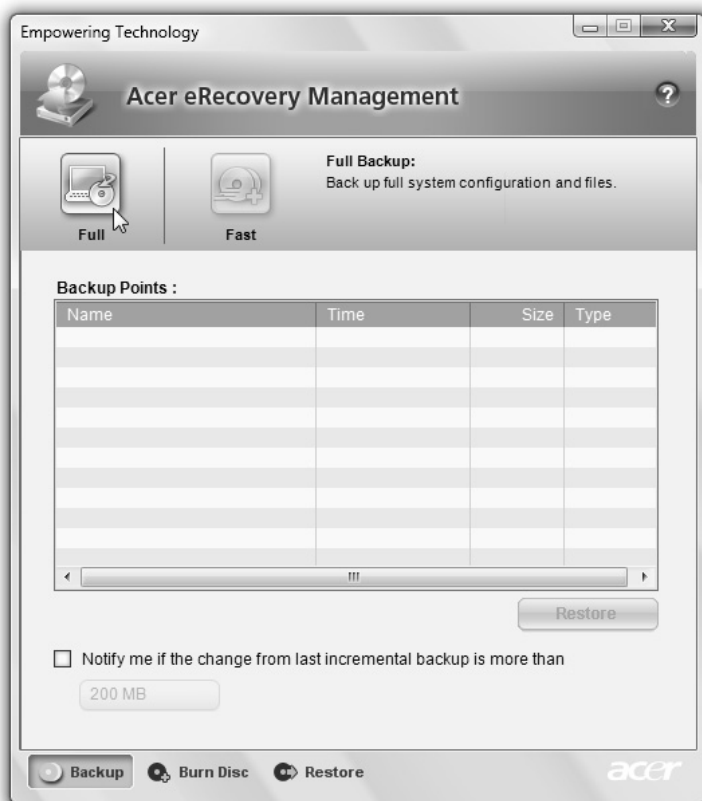 Empowering Technology
Acer eRecovery Management
?
Full Backup:
Back up full system configuration and files.
Full
Fast
Backup Points :
Name Time Size Type
Restore
Notify me if the change from last incremental backup is more than
200 MB
Backup Burn Disc Restore acer